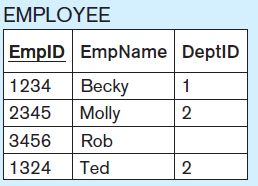 EMPLOYEE
EmpID EmpName DeptID
1234 Becky 1
2345 Molly 2
3456 Rob
1324 Ted 2